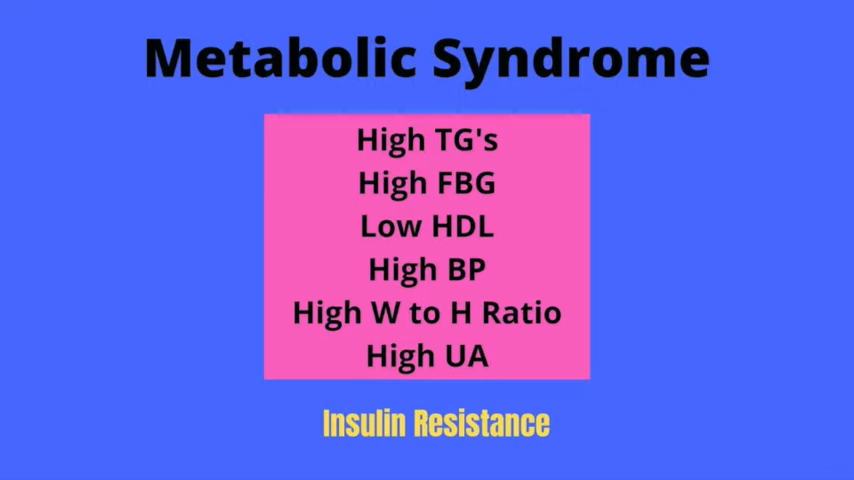 Metabolic Syndrome
High TG's
High FBG
Low HDL
High BP
High W to H Ratio
High UA
Insulin Resistance